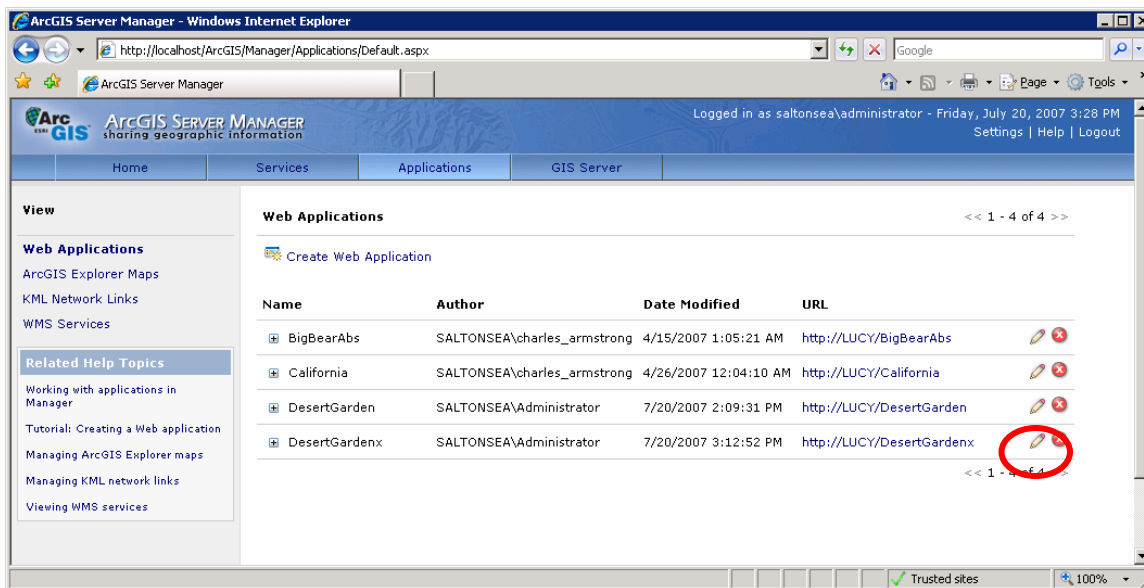 ArcGIS Server Manager - Windows Internet Explorer
http://localhost/ArcGIS/Manager/Applications/Default.aspx
Google
ArcGIS Server Manager
Page
Tools
Arc GIS
ESRI
ArcGIS Server Manager
sharing geographic information
Logged in as saltonsea\administrator - Friday, July 20, 2007 3:28 PM
Settings | Help | Logout
Home Services Applications GIS Server
View
Web Applications
ArcGIS Explorer Maps
KML Network Links
WMS Services
Related Help Topics
Working with applications in
Manager
Tutorial: Creating a Web application
Managing ArcGIS Explorer maps
Managing KML network links
Viewing WMS services
Web Applications << 1 - 4 of 4 >>
Create Web Application
Name Author Date Modified URL
BigBearAbs SALTONSEA\charles_armstrong 4/15/2007 1:05:21 AM http://LUCY/BigBearAbs
California SALTONSEA\charles_armstrong 4/26/2007 12:04:10 AM http://LUCY/California
DesertGarden SALTONSEA\Administrator 7/20/2007 2:09:31 PM http://LUCY/DesertGarden
DesertGardenx SALTONSEA\Administrator 7/20/2007 3:12:52 PM http://LUCY/DesertGardenx
<< 1 - 4 of 4 >>
Trusted sites 100%